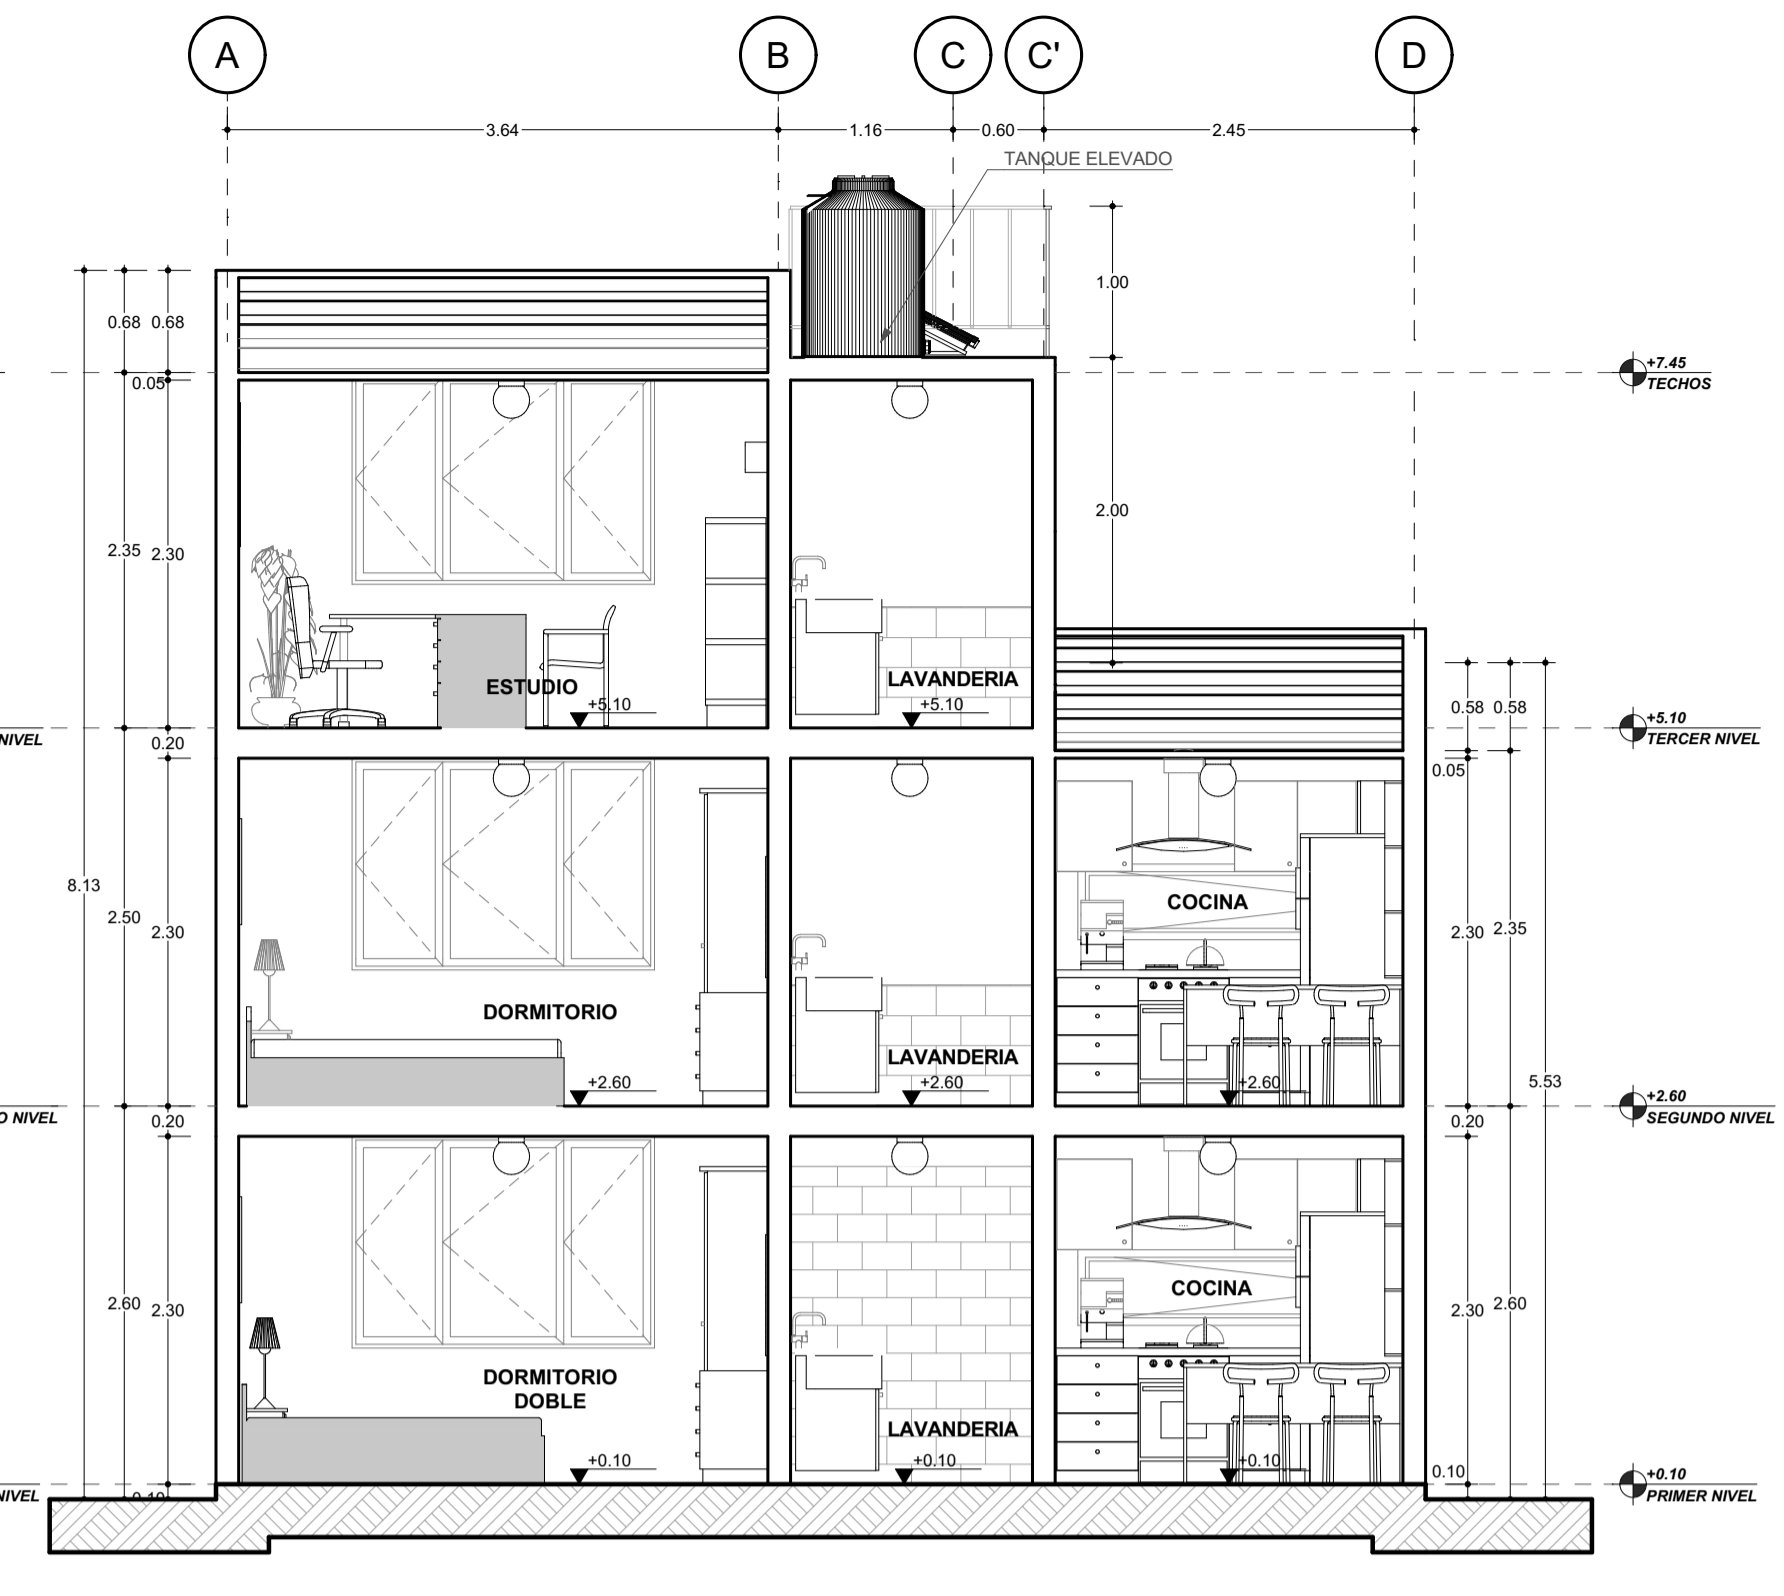 A B C C' D
3.64 1.16 0.60 2.45
TANQUE ELEVADO
1.00
0.68 0.68
+7.45
TECHOS
0.05
2.00
2.35 2.30
ESTUDIO
+5.10
LAVANDERIA
+5.10
0.58 0.58
+5.10
TERCER NIVEL
NIVEL
0.20
0.05
8.13
2.50 2.30
COCINA
2.30 2.35
DORMITORIO
LAVANDERIA
+2.60
+2.60
+2.60
5.53
+2.60
SEGUNDO NIVEL
O NIVEL
0.20
0.20
2.60 2.30
COCINA
2.30 2.60
DORMITORIO
DOBLE
LAVANDERIA
+0.10
+0.10
+0.10
0.10
+0.10
PRIMER NIVEL
NIVEL
0.10